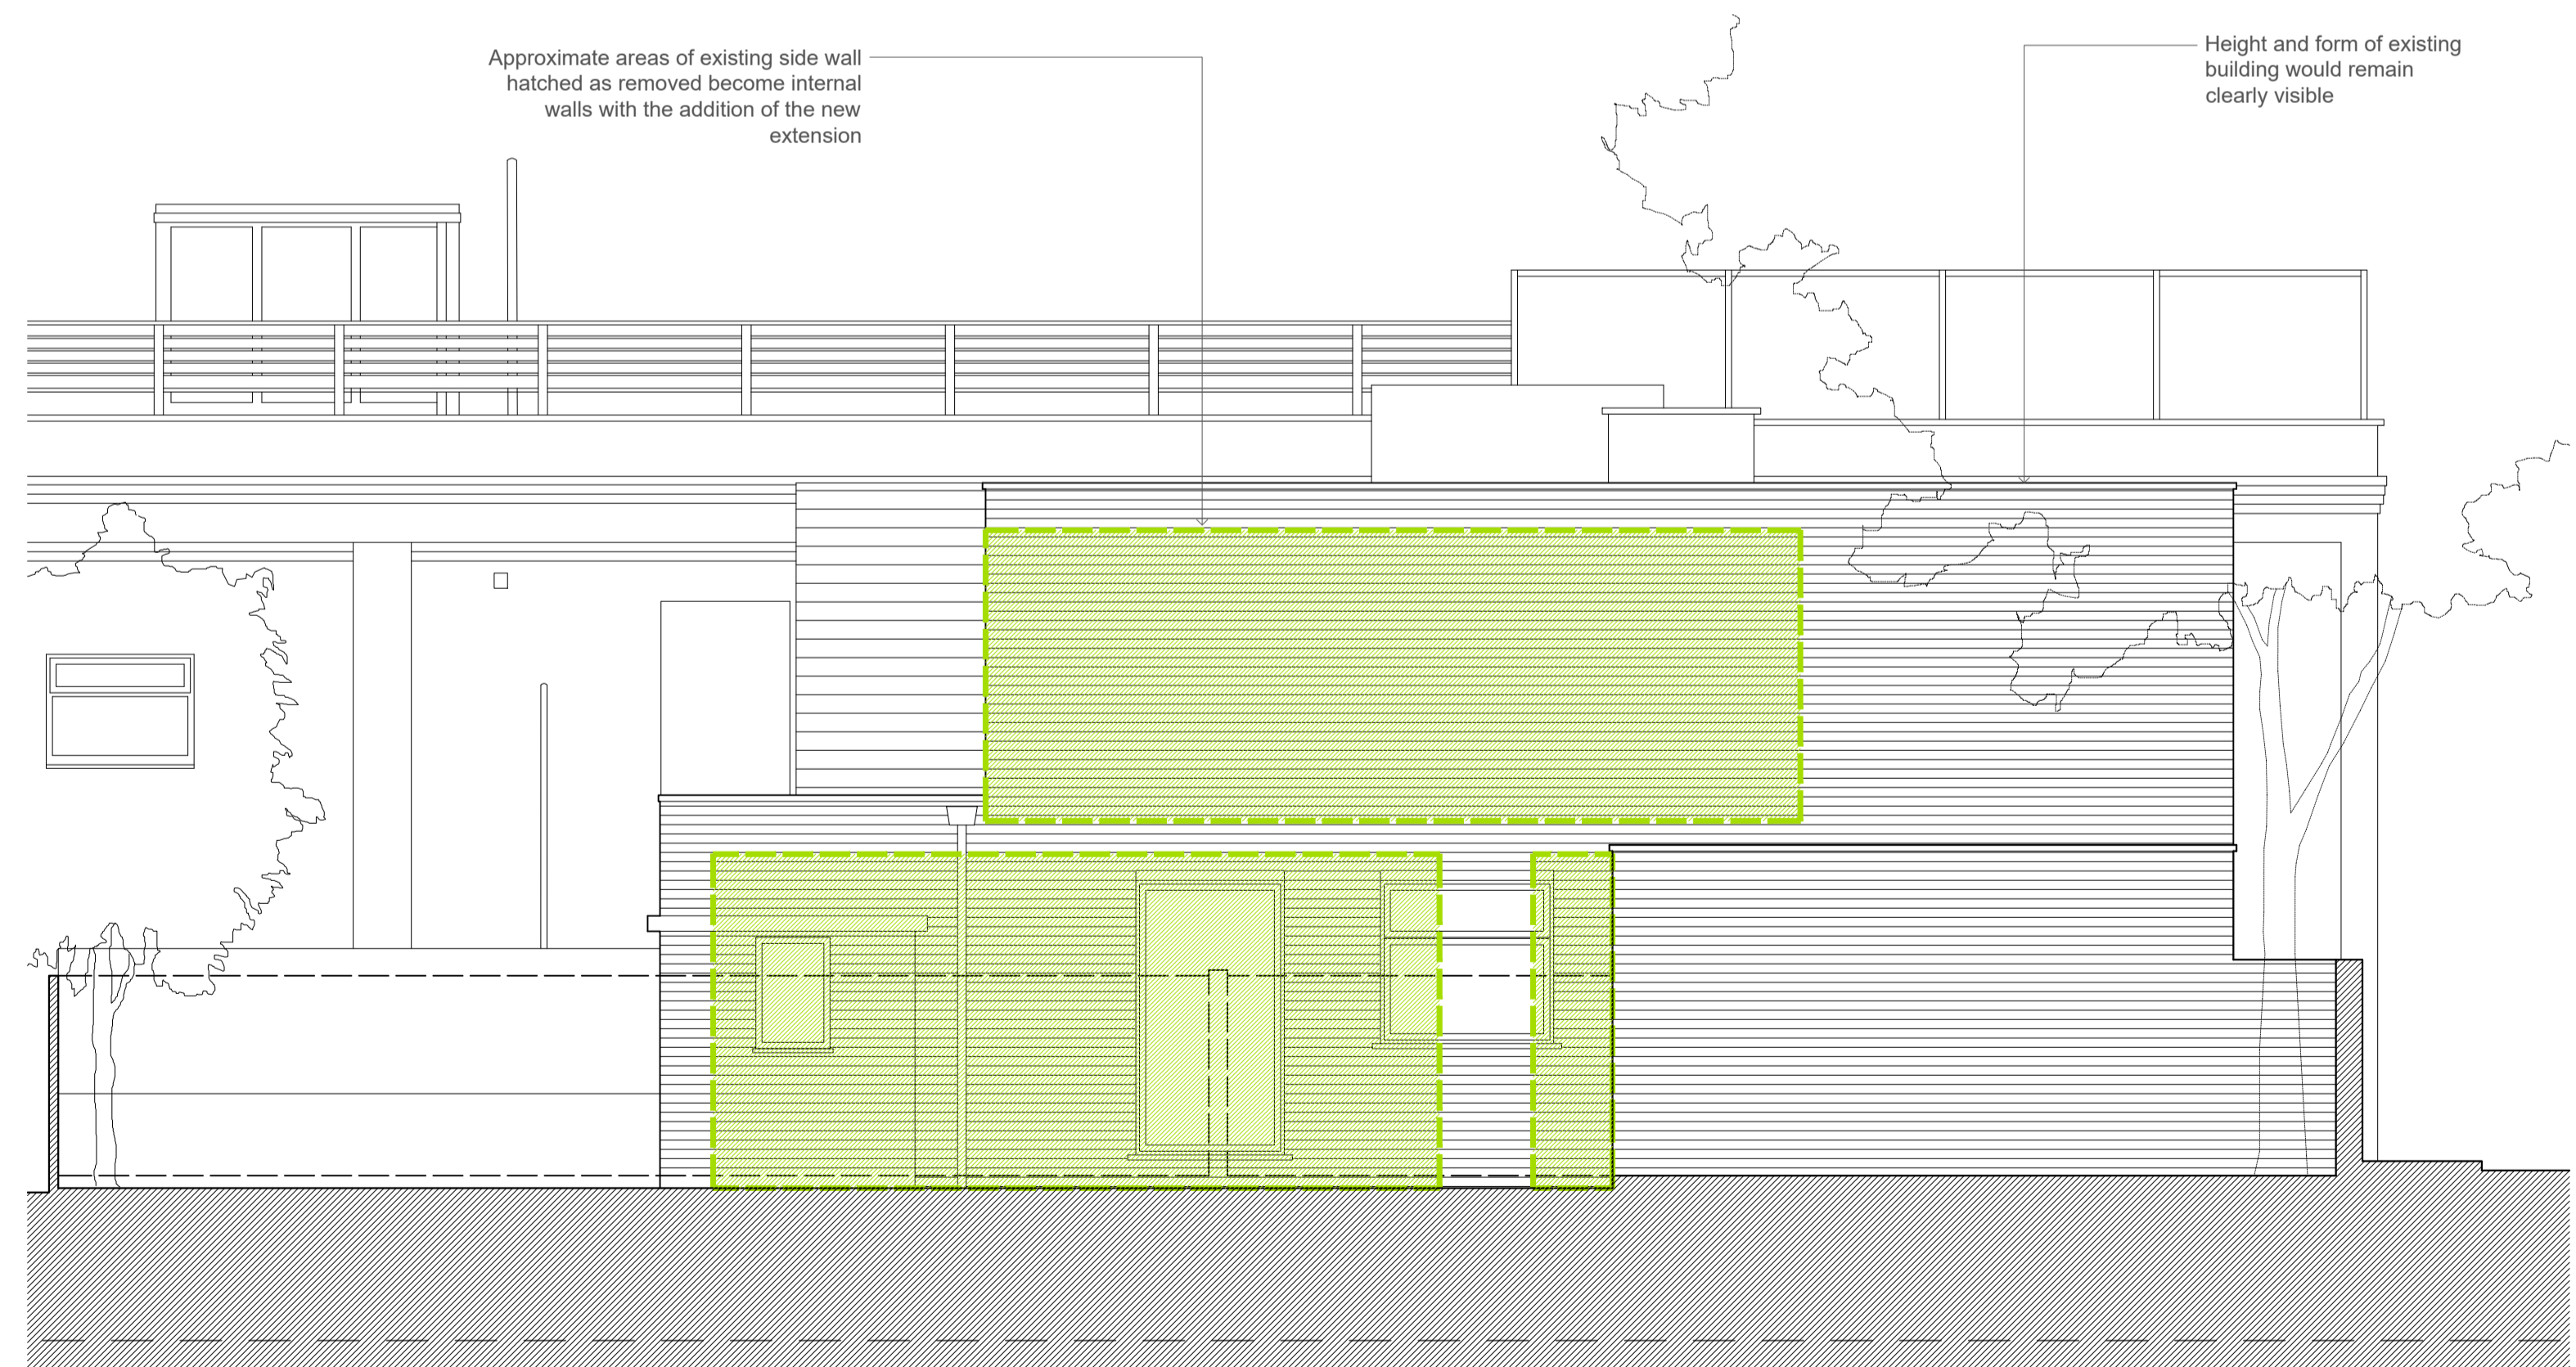 Approximate areas of existing side wall
hatched as removed become internal
walls with the addition of the new
extension
Height and form of existing
building would remain
clearly visible